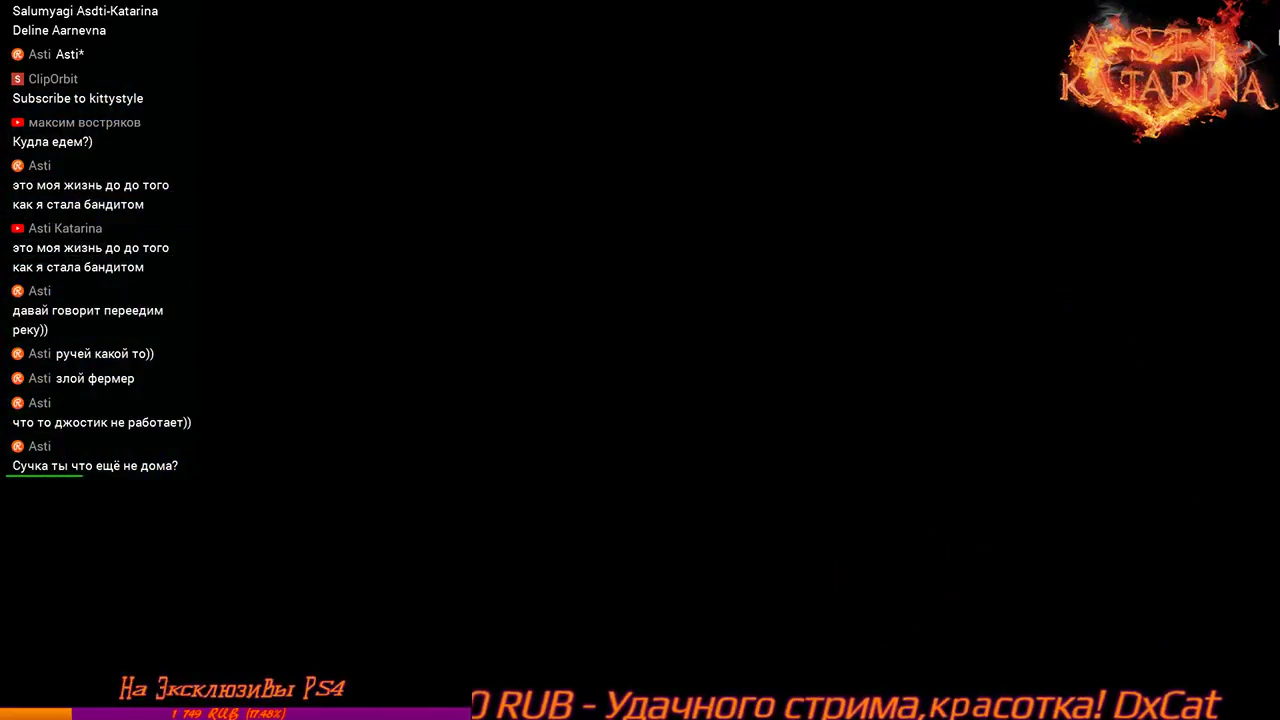 Salumyagi Asdti-Katarina
Deline Aarnevna
Asti Asti*
S ClipOrbit
Subscribe to kittystyle
максим востряков
Кудла едем?)
Asti
это моя жизнь до до того
как я стала бандитом
Asti Katarina
это моя жизнь до до того
как я стала бандитом
Asti
давай говорит переедим
реку))
Asti ручей какой то))
Asti злой фермер
Asti
что то джостик не работает))
Asti
Сучка ты что ещё не дома?
ASTI
KATARINA
На Эксклюзивы PS4
1 749 RUB (17.48%)
0 RUB - Удачного стрима,красотка! DxCat